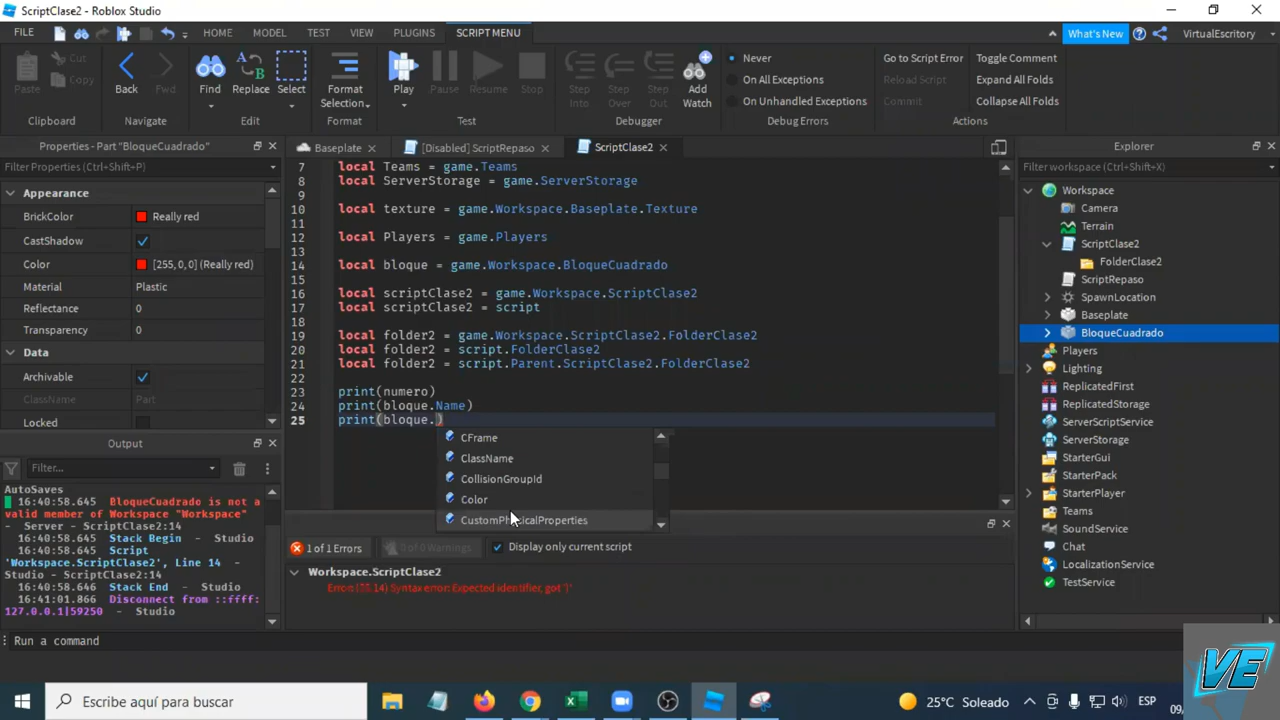 ScriptClase2 - Roblox Studio
FILE HOME MODEL TEST VIEW PLUGINS SCRIPT MENU What's New VirtualEscritory
Paste Cut Copy Back Fwd Find Replace Select Format Selection... Play Pause Resume Stop Step Into Step Over Step Out Add Watch
Never
On All Exceptions
On Unhandled Exceptions
Go to Script Error
Reload Script
Commit
Toggle Comment
Expand All Folds
Collapse All Folds
Clipboard Navigate Edit Format Test Debugger Debug Errors Actions
Properties - Part "BloqueCuadrado"
Filter Properties (Ctrl+Shift+P)
Appearance
BrickColor Really red
CastShadow
Color [255, 0, 0] (Really red)
Material Plastic
Reflectance 0
Transparency 0
Data
Archivable
ClassName Part
Locked
Output
Filter...
AutoSaves
16:40:58.645 BloqueCuadrado is not a
valid member of Workspace "Workspace"
- Server - ScriptClase2:14
16:40:58.645 Stack Begin - Studio
16:40:58.645 Script
'Workspace.ScriptClase2', Line 14 -
Studio - ScriptClase2:14
16:40:58.646 Stack End - Studio
16:41:01.866 Disconnect from ::ffff:
127.0.0.1|59250 - Studio
Baseplate [Disabled] ScriptRepaso ScriptClase2
7 local Teams = game.Teams
8 local ServerStorage = game.ServerStorage
9
10 local texture = game.Workspace.Baseplate.Texture
11
12 local Players = game.Players
13
14 local bloque = game.Workspace.BloqueCuadrado
15
16 local scriptClase2 = game.Workspace.ScriptClase2
17 local scriptClase2 = script
18
19 local folder2 = game.Workspace.ScriptClase2.FolderClase2
20 local folder2 = script.FolderClase2
21 local folder2 = script.Parent.ScriptClase2.FolderClase2
22
23 print(numero)
24 print(bloque.Name)
25 print(bloque.)
CFrame
ClassName
CollisionGroupId
Color
CustomPhysicalProperties
1 of 1 Errors 0 of 0 Warnings Display only current script
Workspace.ScriptClase2
Explorer
Filter workspace (Ctrl+Shift+X)
Workspace
Camera
Terrain
ScriptClase2
FolderClase2
ScriptRepaso
SpawnLocation
Baseplate
BloqueCuadrado
Players
Lighting
ReplicatedFirst
ReplicatedStorage
ServerScriptService
ServerStorage
StarterGui
StarterPack
StarterPlayer
Teams
SoundService
Chat
LocalizationService
TestService
Run a command
VE
Escribe aquí para buscar
25°C Soleado
ESP
09/